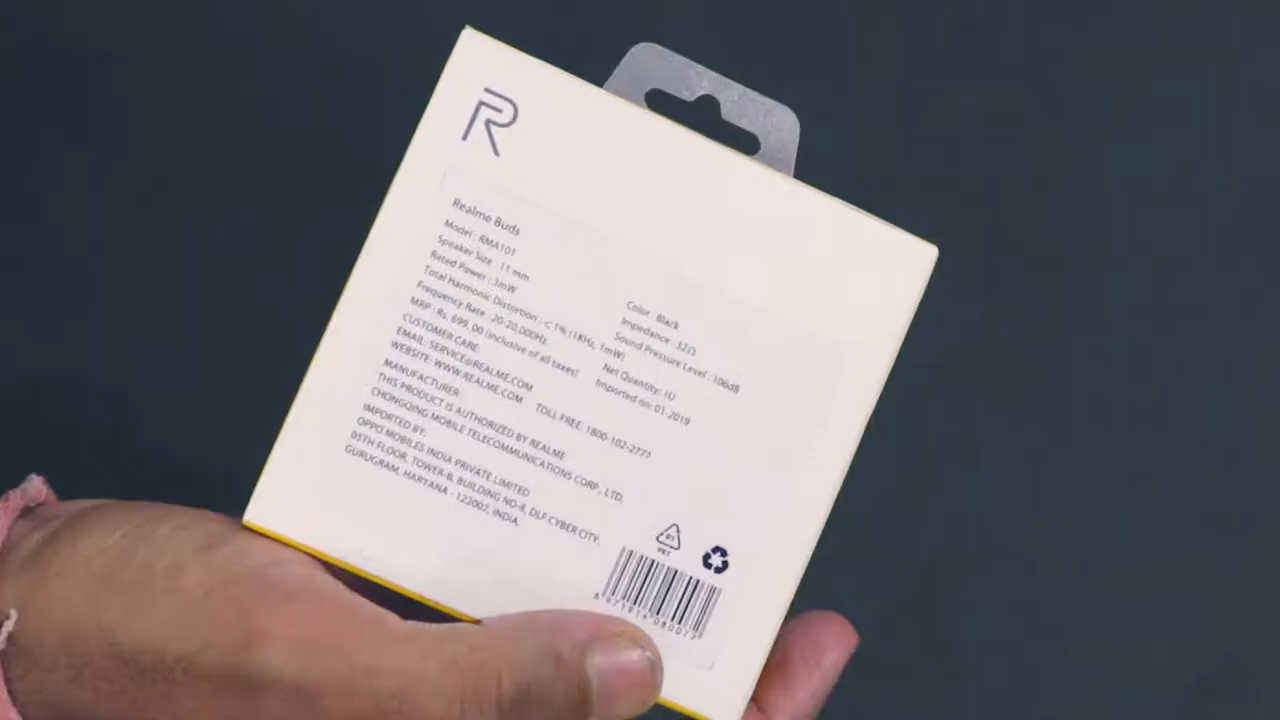 R
Realme Buds
Model : RMA101
Speaker Size : 11 mm
Color : Black
Rated Power : 3mW
Impedance : 32Ω
Total Harmonic Distortion : < 1% (1KHz, 1mW)
Sound Pressure Level : 106dB
Frequency Rate : 20-20,000Hz
Net Quantity: 1U
MRP : Rs. 699. 00 (inclusive of all taxes)
Imported on: 01-2019
CUSTOMER CARE:
EMAIL: SERVICE@REALME.COM
WEBSITE: WWW.REALME.COM TOLL FREE: 1800-102-2777
MANUFACTURER
THIS PRODUCT IS AUTHORIZED BY REALME
CHONGQING MOBILE TELECOMMUNICATIONS CORP., LTD.
IMPORTED BY:
OPPO MOBILES INDIA PRIVATE LIMITED
05TH FLOOR, TOWER-B, BUILDING NO-8, DLF CYBER CITY,
GURUGRAM, HARYANA - 122002, INDIA.
01
PET